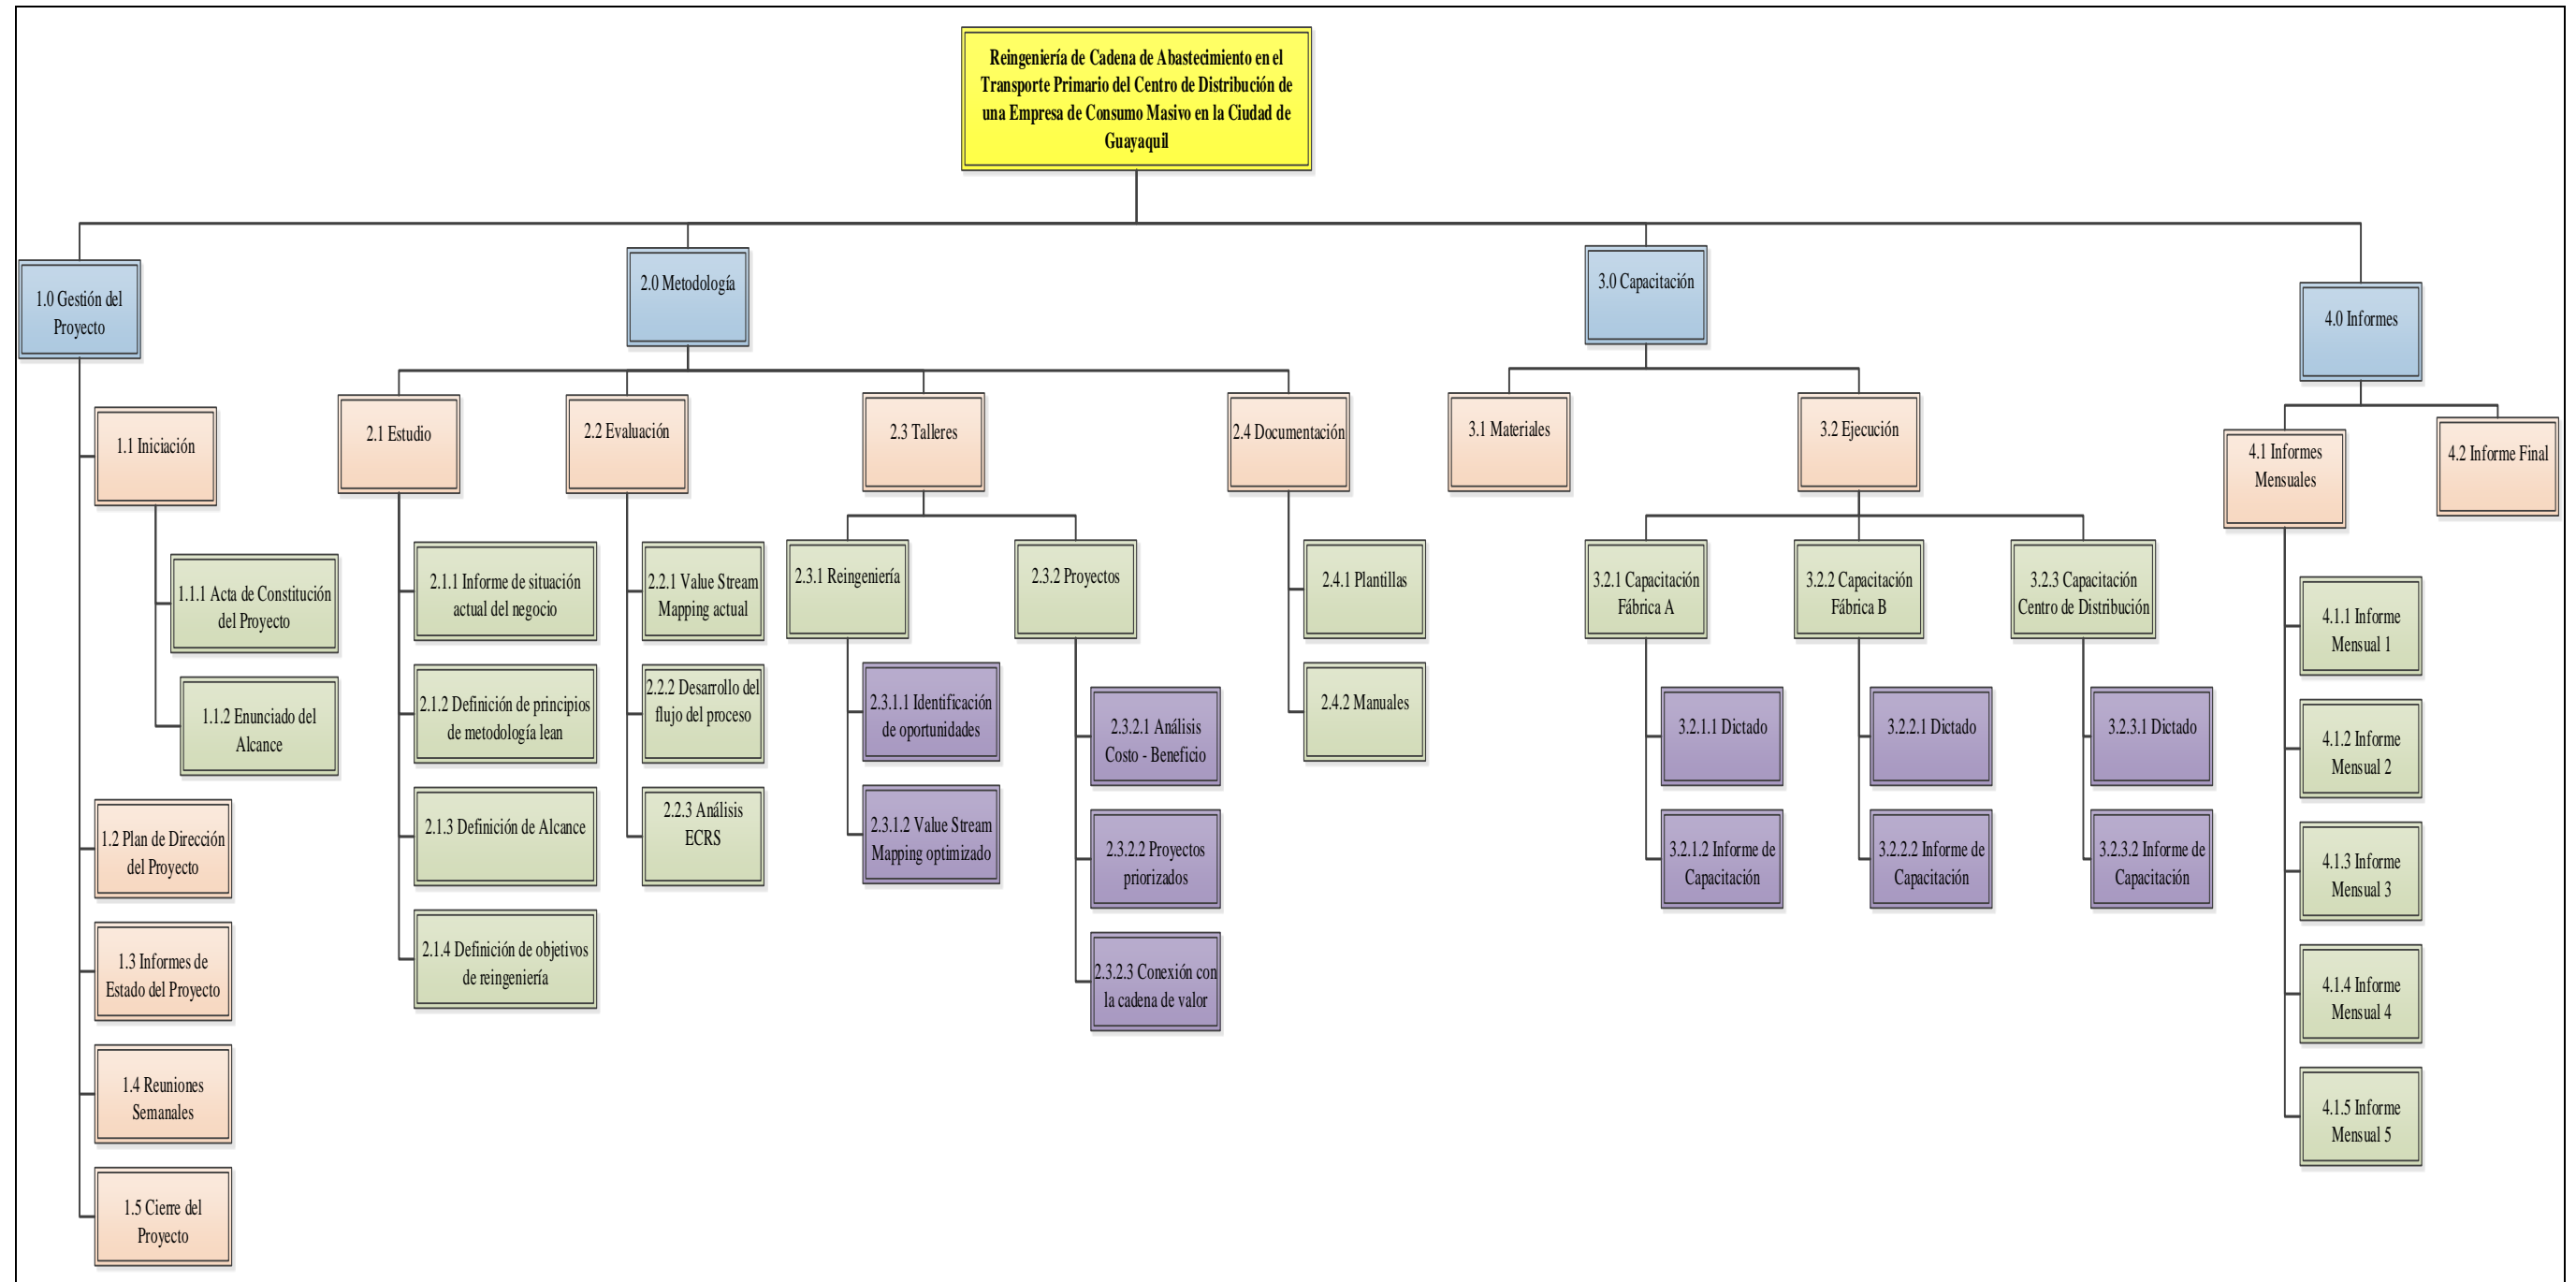 Reingeniería de Cadena de Abastecimiento en el
Transporte Primario del Centro de Distribución de
una Empresa de Consumo Masivo en la Ciudad de
Guayaquil
1.0 Gestión del
Proyecto
1.1 Iniciación
1.1.1 Acta de Constitución
del Proyecto
1.1.2 Enunciado del
Alcance
1.2 Plan de Dirección
del Proyecto
1.3 Informes de
Estado del Proyecto
1.4 Reuniones
Semanales
1.5 Cierre del
Proyecto
2.0 Metodología
2.1 Estudio
2.1.1 Informe de situación
actual del negocio
2.1.2 Definición de principios
de metodología lean
2.1.3 Definición de Alcance
2.1.4 Definición de objetivos
de reingeniería
2.2 Evaluación
2.2.1 Value Stream
Mapping actual
2.2.2 Desarrollo del
flujo del proceso
2.2.3 Análisis
ECRS
2.3 Talleres
2.3.1 Reingeniería
2.3.1.1 Identificación
de oportunidades
2.3.1.2 Value Stream
Mapping optimizado
2.3.2 Proyectos
2.3.2.1 Análisis
Costo - Beneficio
2.3.2.2 Proyectos
priorizados
2.3.2.3 Conexión con
la cadena de valor
2.4 Documentación
2.4.1 Plantillas
2.4.2 Manuales
3.0 Capacitación
3.1 Materiales
3.2 Ejecución
3.2.1 Capacitación
Fábrica A
3.2.1.1 Dictado
3.2.1.2 Informe de
Capacitación
3.2.2 Capacitación
Fábrica B
3.2.2.1 Dictado
3.2.2.2 Informe de
Capacitación
3.2.3 Capacitación
Centro de Distribución
3.2.3.1 Dictado
3.2.3.2 Informe de
Capacitación
4.0 Informes
4.1 Informes
Mensuales
4.1.1 Informe
Mensual 1
4.1.2 Informe
Mensual 2
4.1.3 Informe
Mensual 3
4.1.4 Informe
Mensual 4
4.1.5 Informe
Mensual 5
4.2 Informe Final